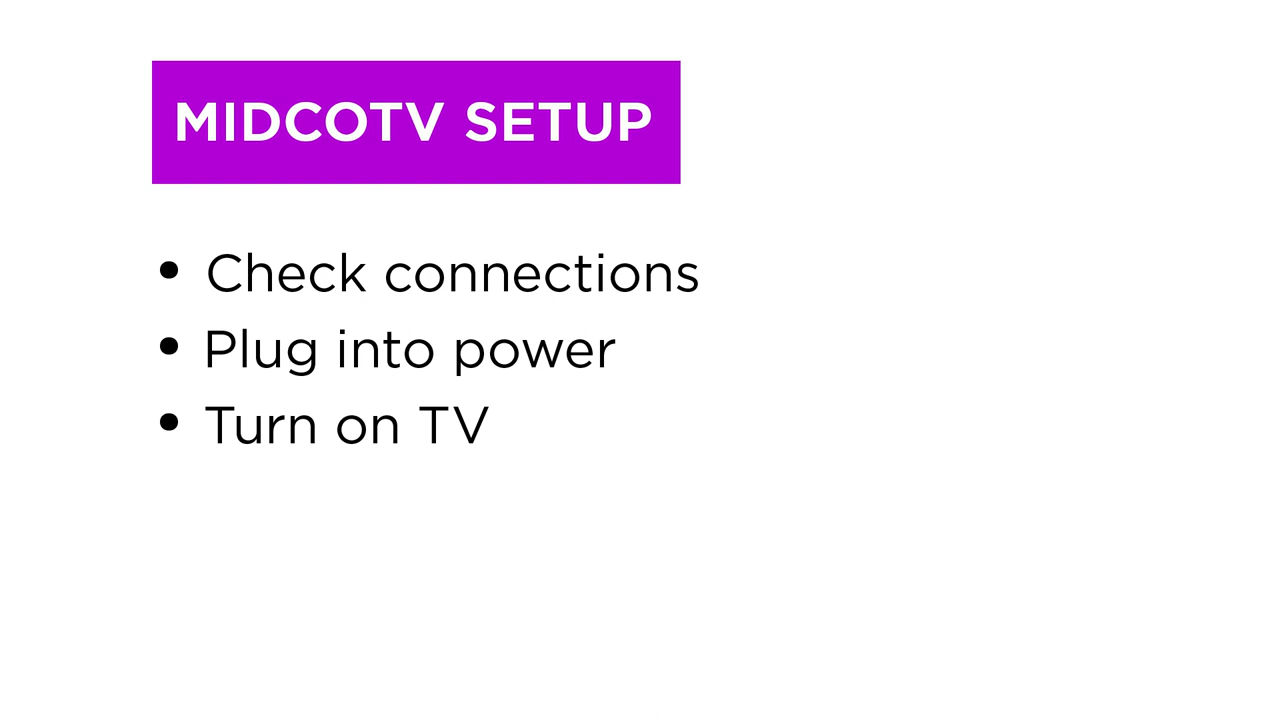 MIDCOTV SETUP
• Check connections
• Plug into power
• Turn on TV